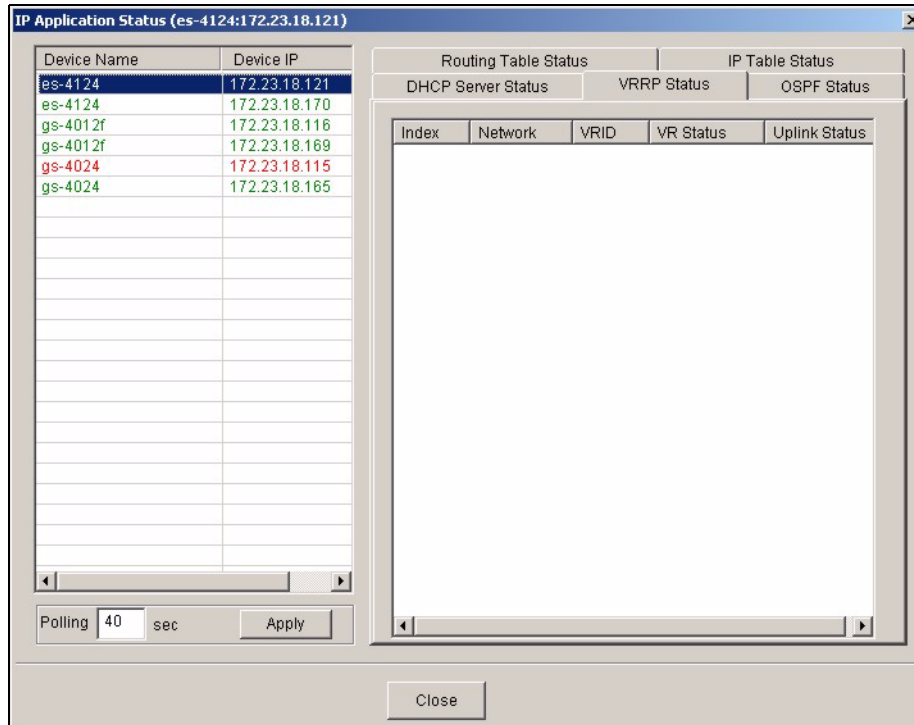 IP Application Status (es-4124:172.23.18.121)
Device Name Device IP
es-4124 172.23.18.121
es-4124 172.23.18.170
gs-4012f 172.23.18.116
gs-4012f 172.23.18.169
gs-4024 172.23.18.115
gs-4024 172.23.18.165
Polling 40 sec Apply
Routing Table Status IP Table Status
DHCP Server Status VRRP Status OSPF Status
Index Network VRID VR Status Uplink Status
Close